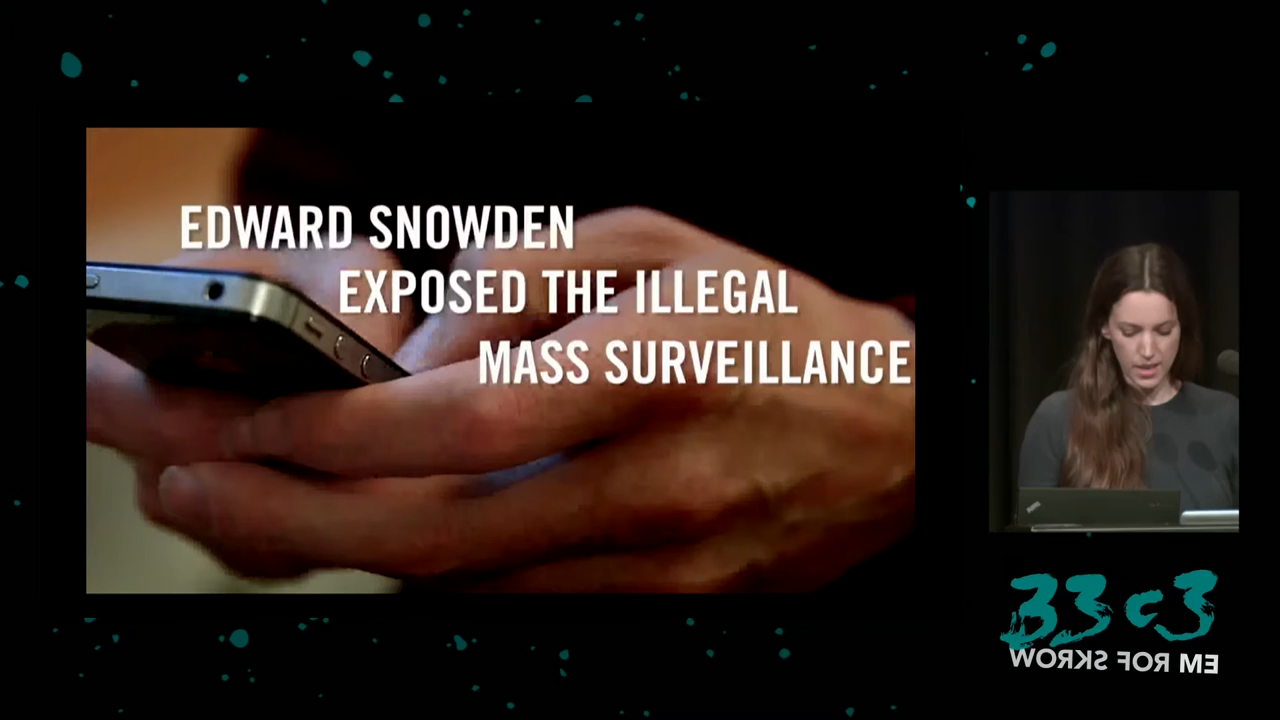 EDWARD SNOWDEN
EXPOSED THE ILLEGAL
MASS SURVEILLANCE
33c3
WORKS FOR ME